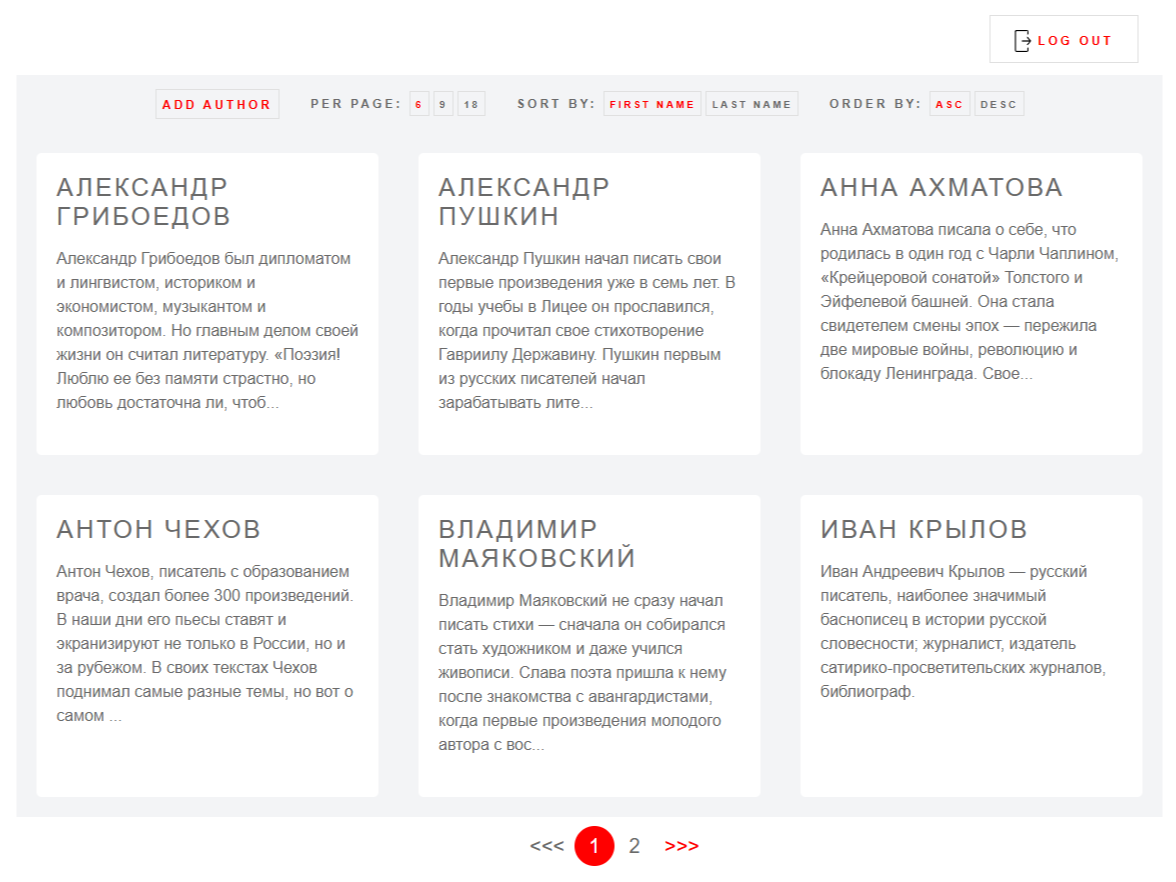 LOG OUT
ADD AUTHOR PER PAGE: 6 9 18 SORT BY: FIRST NAME LAST NAME ORDER BY: ASC DESC
АЛЕКСАНДР
ГРИБОЕДОВ
Александр Грибоедов был дипломатом
и лингвистом, историком и
экономистом, музыкантом и
композитором. Но главным делом своей
жизни он считал литературу. «Поэзия!
Люблю ее без памяти страстно, но
любовь достаточна ли, чтоб...
АЛЕКСАНДР
ПУШКИН
Александр Пушкин начал писать свои
первые произведения уже в семь лет. В
годы учебы в Лицее он прославился,
когда прочитал свое стихотворение
Гавриилу Державину. Пушкин первым
из русских писателей начал
зарабатывать лите...
АННА АХМАТОВА
Анна Ахматова писала о себе, что
родилась в один год с Чарли Чаплином,
«Крейцеровой сонатой» Толстого и
Эйфелевой башней. Она стала
свидетелем смены эпох — пережила
две мировые войны, революцию и
блокаду Ленинграда. Свое...
АНТОН ЧЕХОВ
Антон Чехов, писатель с образованием
врача, создал более 300 произведений.
В наши дни его пьесы ставят и
экранизируют не только в России, но и
за рубежом. В своих текстах Чехов
поднимал самые разные темы, но вот о
самом ...
ВЛАДИМИР
МАЯКОВСКИЙ
Владимир Маяковский не сразу начал
писать стихи — сначала он собирался
стать художником и даже учился
живописи. Слава поэта пришла к нему
после знакомства с авангардистами,
когда первые произведения молодого
автора с вос...
ИВАН КРЫЛОВ
Иван Андреевич Крылов — русский
писатель, наиболее значимый
баснописец в истории русской
словесности; журналист, издатель
сатирико-просветительских журналов,
библиограф.
<<< 1 2 >>>